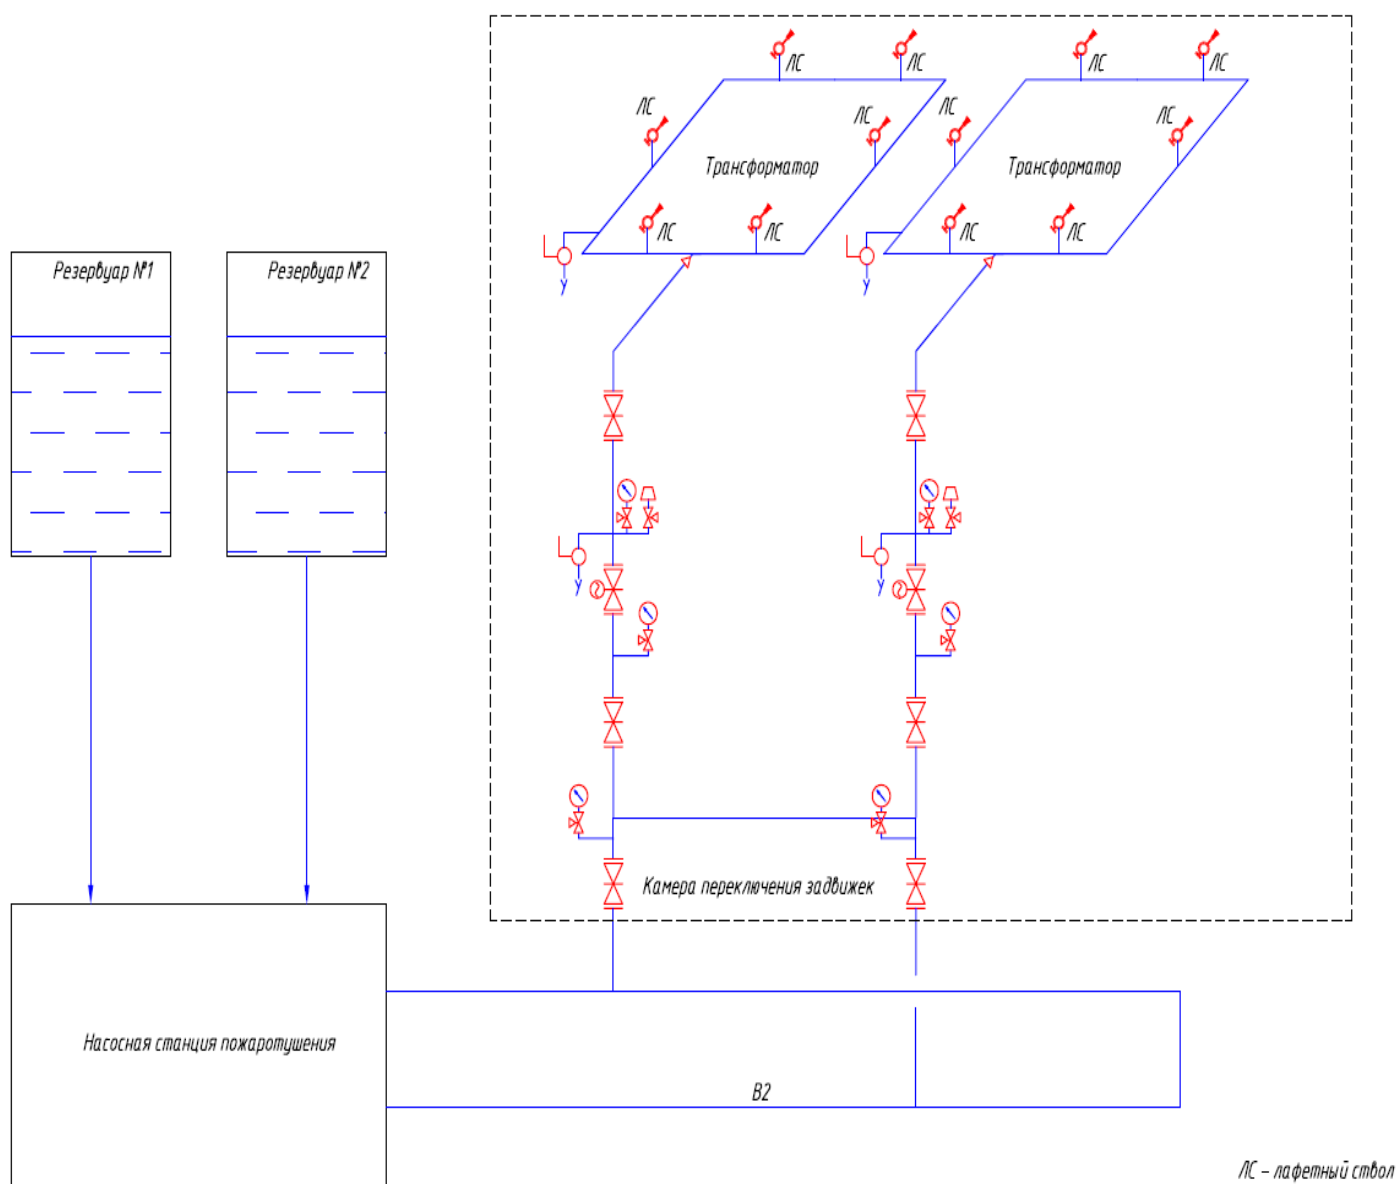 ЛС
ЛС
ЛС
ЛС
ЛС
ЛС
ЛС
ЛС
Трансформатор
Трансформатор
ЛС
ЛС
ЛС
ЛС
Резервуар №1
Резервуар №2
Камера переключения задвижек
Насосная станция пожаротушения
В2
ЛС – лафетный ствол